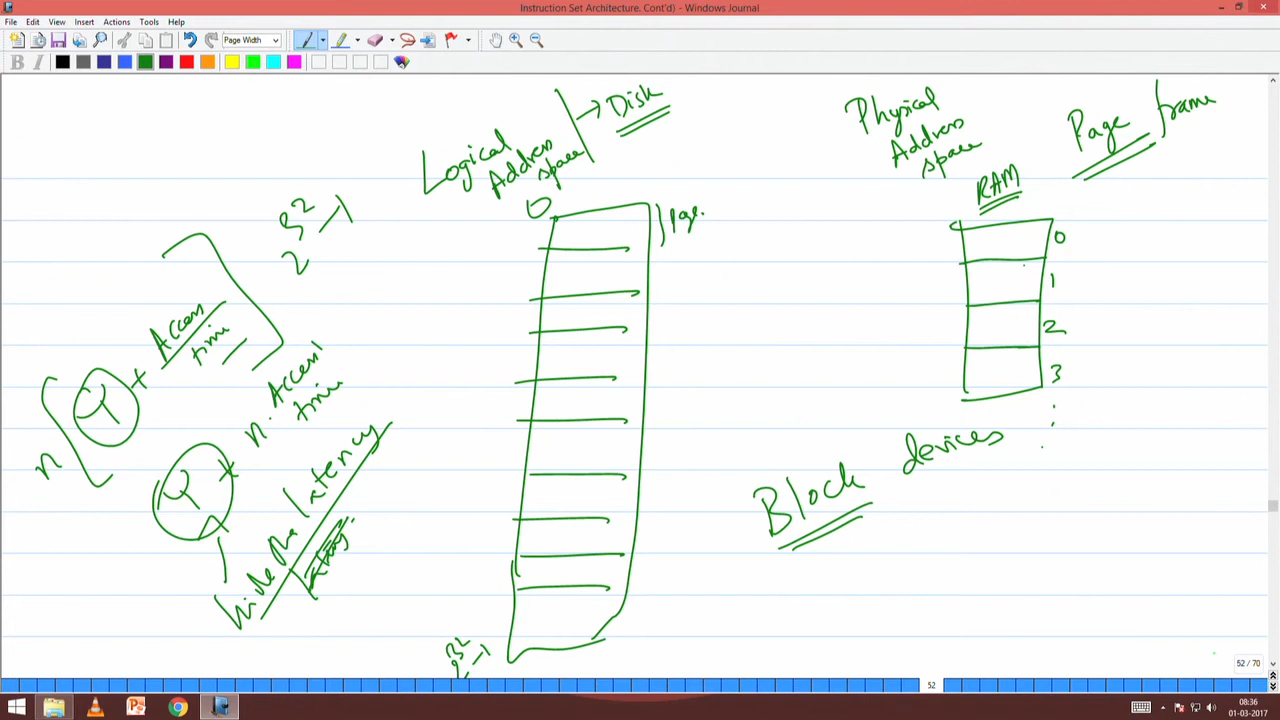 Instruction Set Architecture. Cont'd) - Windows Journal
File Edit View Insert Actions Tools Help
Page Width
B I
Logical
Address
space
→ Disk
Physical
Address
space
RAM
Page frame
0
Page.
2^32 -1
2^32 -1
0
1
2
3
n
+ Access
time
+ n. Access
time
Hide the latency
Block devices
52 / 70
52
08:36
01-03-2017